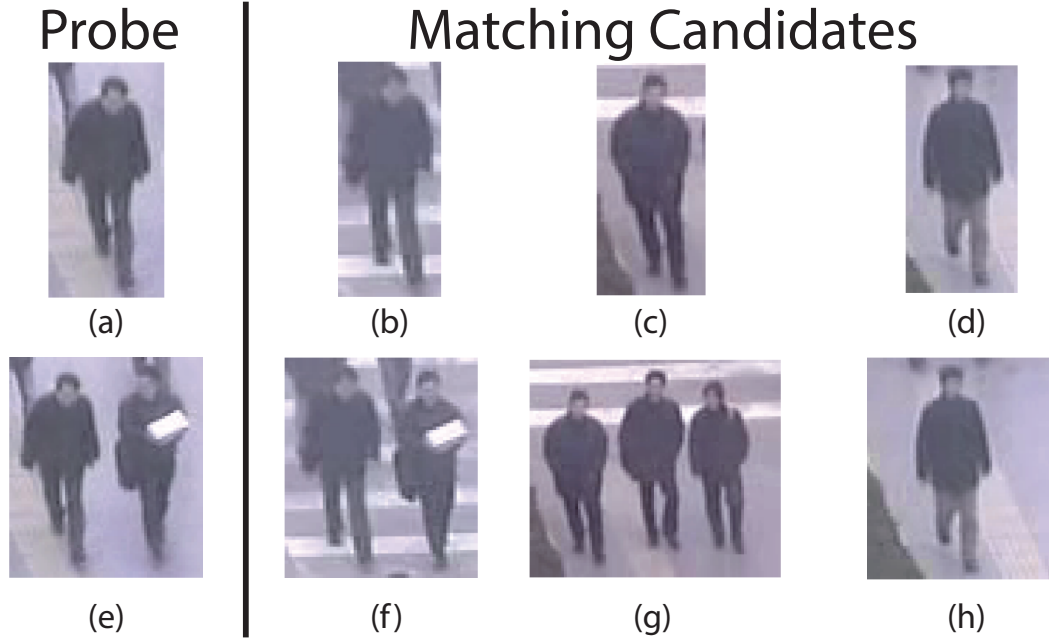 Probe
Matching Candidates
(a)
(b)
(c)
(d)
(e)
(f)
(g)
(h)